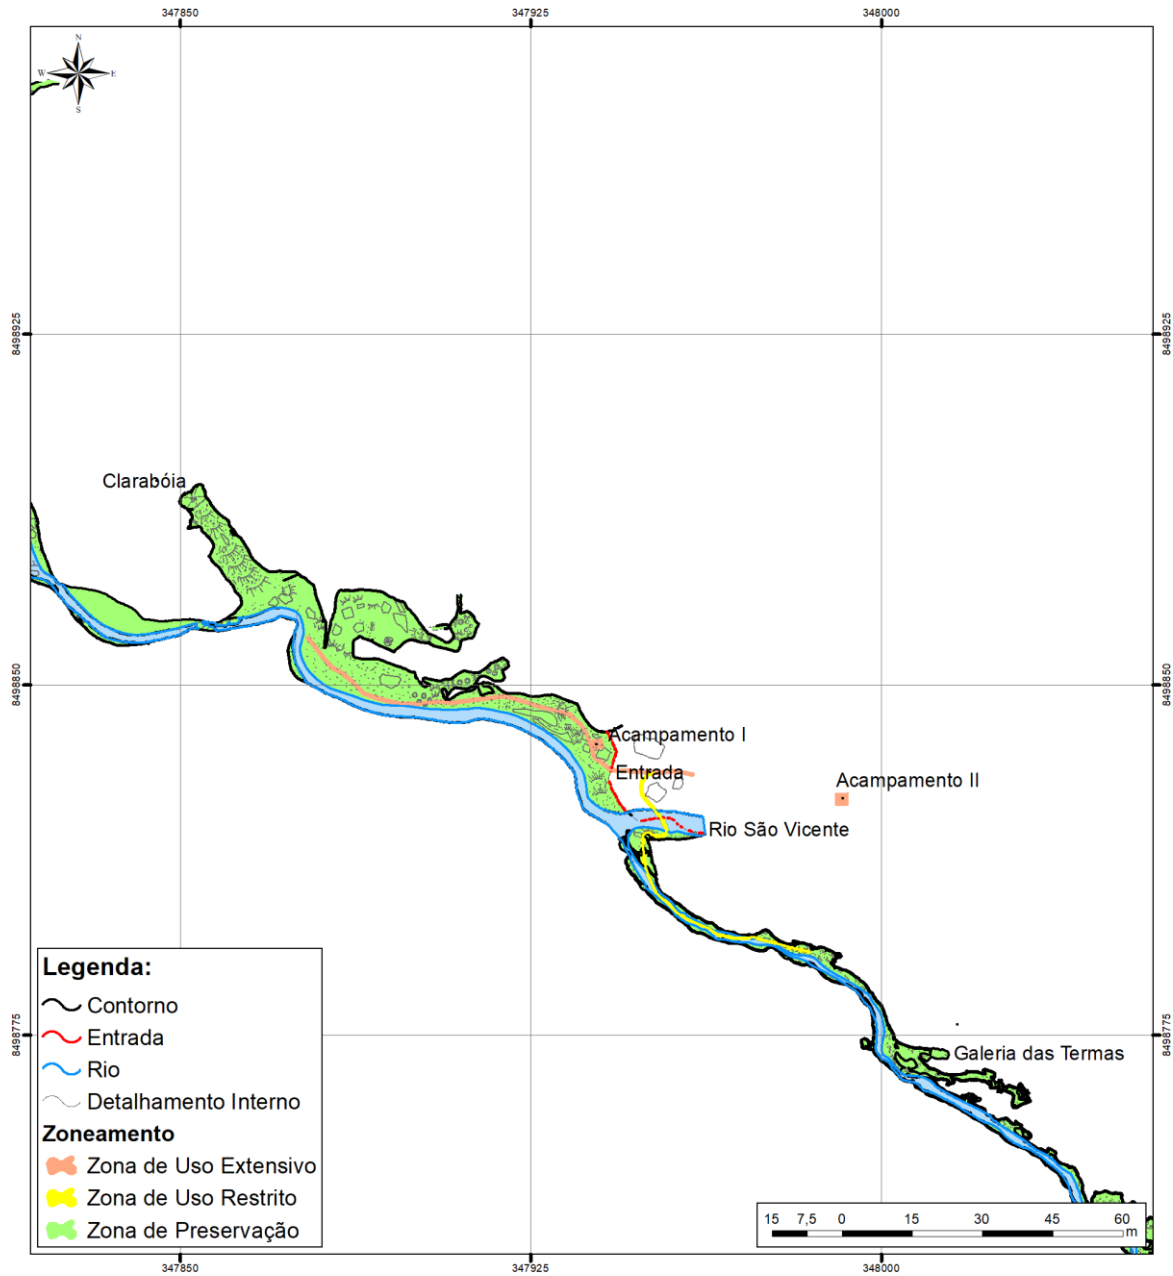 347850 347925 348000
N
W E
S
8498925 8498925
Clarabóia
8498850 8498850
Acampamento I
Entrada
Acampamento II
Rio São Vicente
Legenda:
Contorno
Entrada
Rio
Detalhamento Interno
Zoneamento
Zona de Uso Extensivo
Zona de Uso Restrito
Zona de Preservação
8498775 8498775
Galeria das Termas
15 7,5 0 15 30 45 60
m
347850 347925 348000